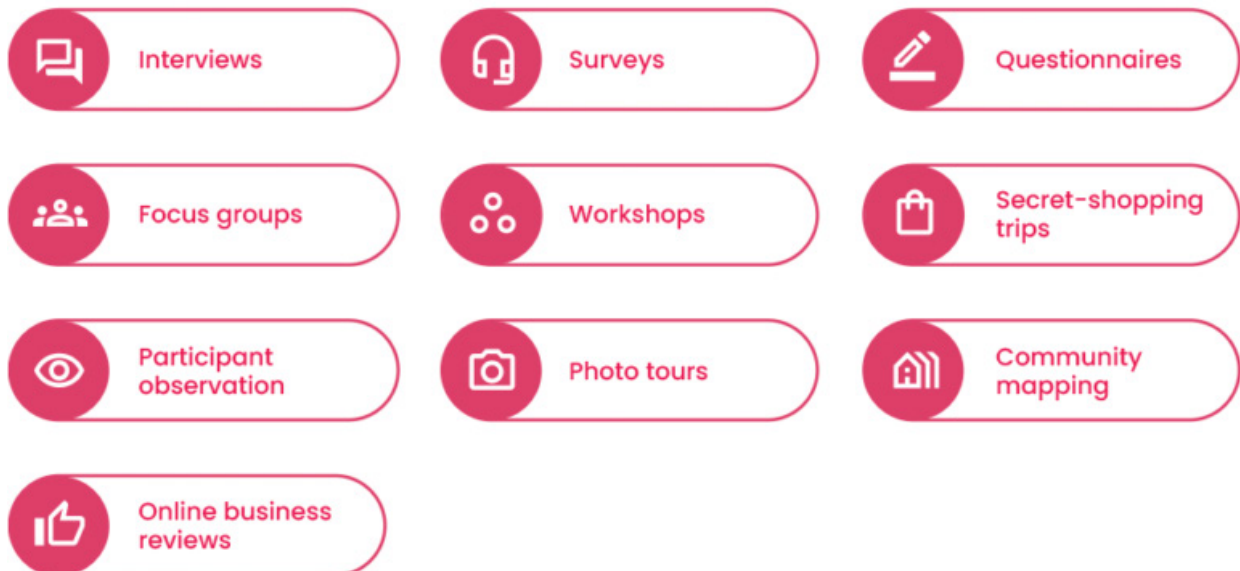 Interviews
Surveys
Questionnaires
Focus groups
Workshops
Secret-shopping
trips
Participant
observation
Photo tours
Community
mapping
Online business
reviews